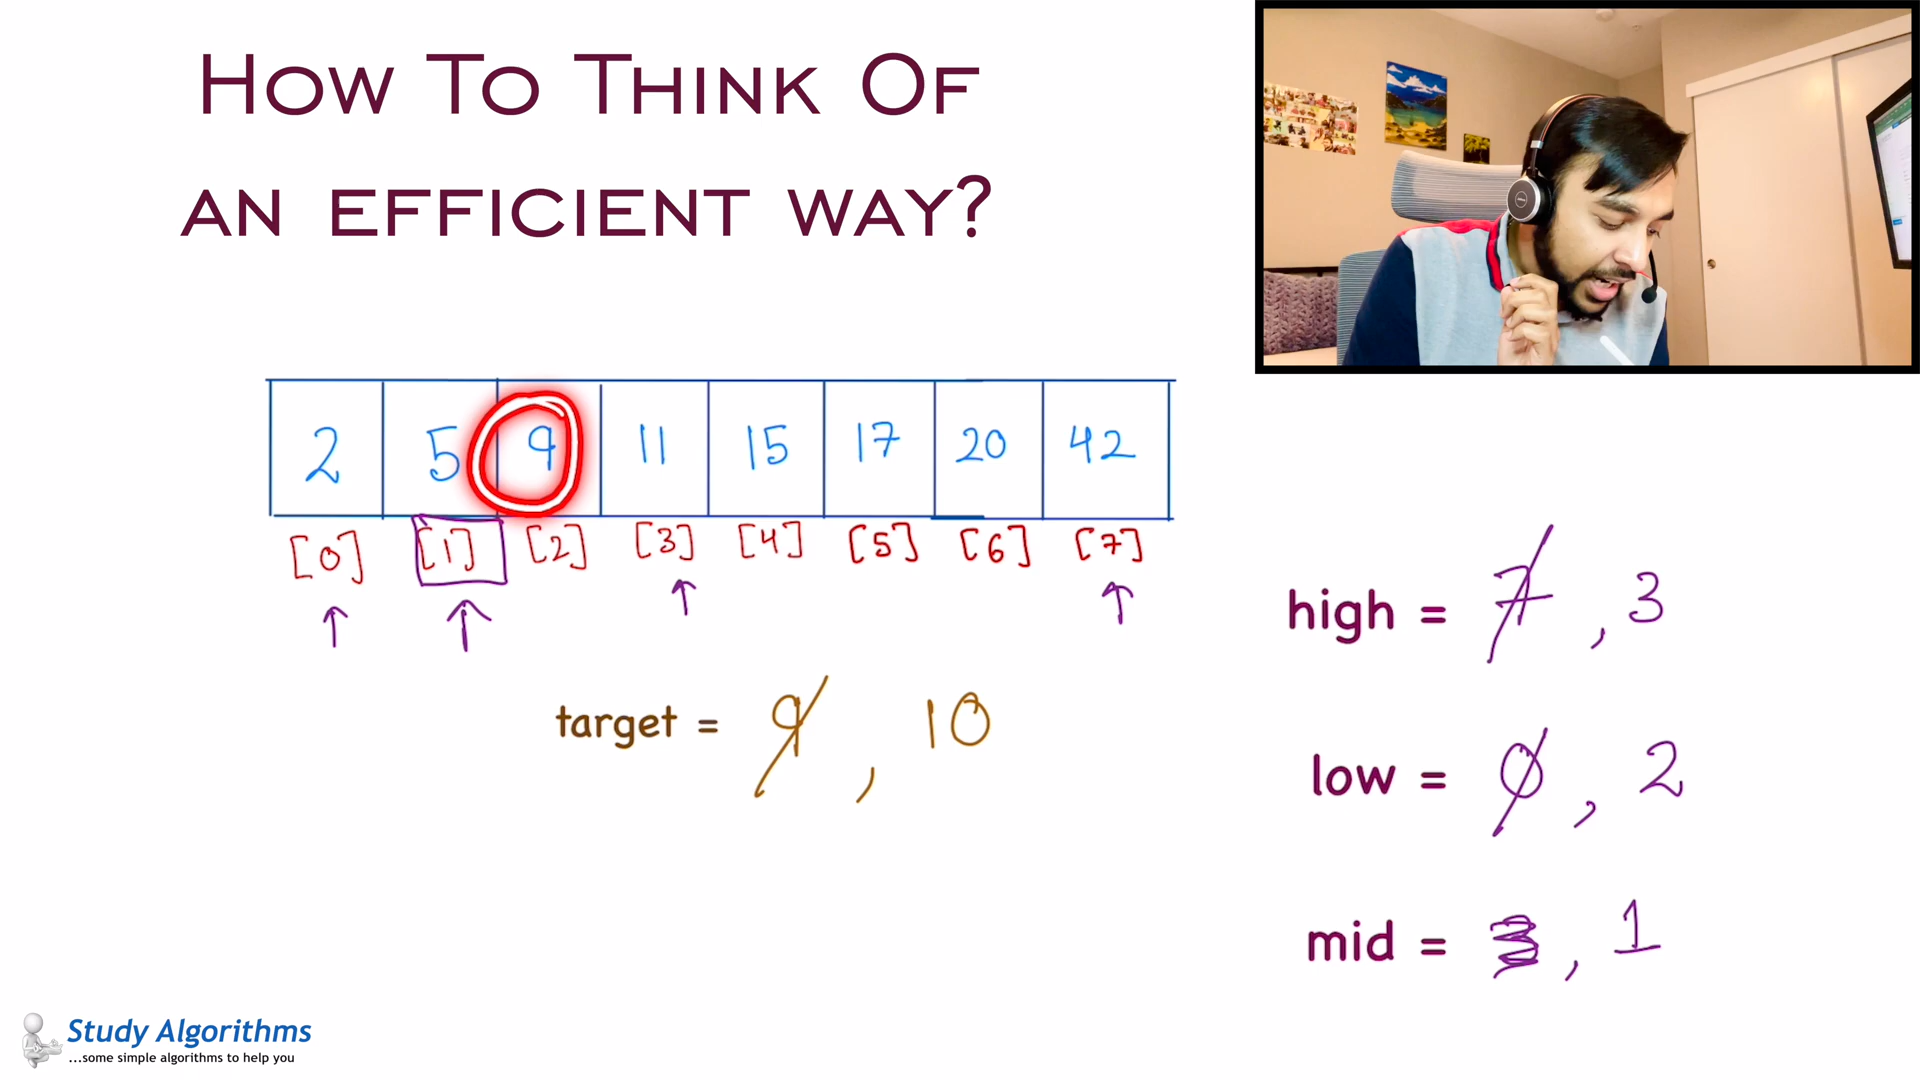 HOW TO THINK OF
AN EFFICIENT WAY?
2 5 9 11 15 17 20 42
[0] [1] [2] [3] [4] [5] [6] [7]
target = 9 , 10
high = 7 , 3
low = 0 , 2
mid = 3 , 1
Study Algorithms
...some simple algorithms to help you